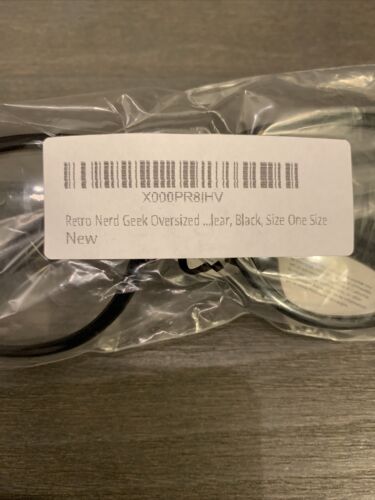 X000PR8IHV
Retro Nerd Geek Oversized ...lear, Black, Size One Size
New